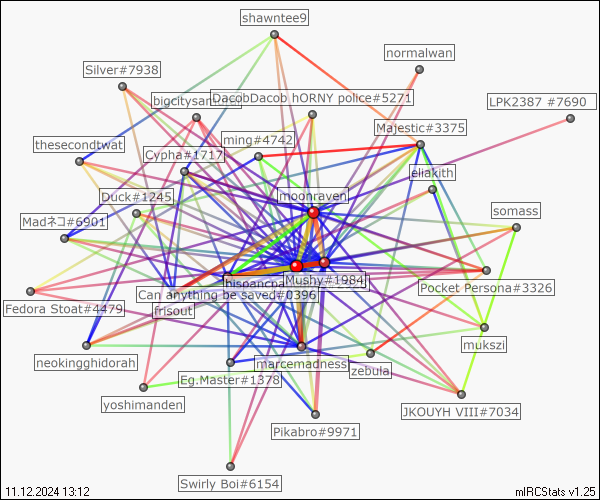 shawntee9
normalwan
Silver#7938
DacobDacob hORNY police#5271
LPK2387 #7690
Majestic#3375
ming#4742
thesecondtwat
Cypha#1717
eliakith
moonraven
Duck#1245
somass
Madネコ#6901
Mushy#1984
Pocket Persona#3326
Can anything be saved#0396
Fedora Stoat#4479
frisout
mukszi
neokingghidorah
marcemadness
zebula
Eg.Master#1378
yoshimanden
JKOUYH VIII#7034
Pikabro#9971
Swirly Boi#6154
11.12.2024 13:12
mIRCStats v1.25